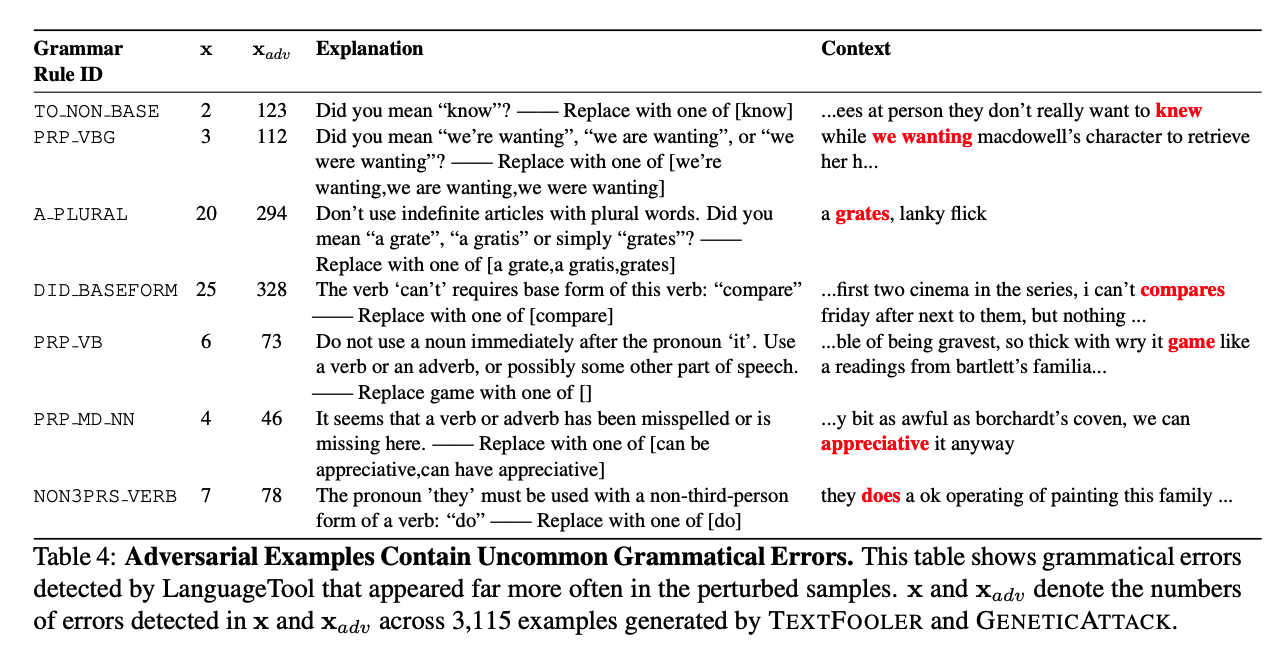 Grammar Rule ID x x_adv Explanation Context
TO_NON_BASE 2 123 Did you mean “know”? —— Replace with one of [know] ...ees at person they don’t really want to knew
PRP_VBG 3 112 Did you mean “we’re wanting”, “we are wanting”, or “we while we wanting macdowell’s character to retrieve
were wanting”? —— Replace with one of [we’re her h...
wanting,we are wanting,we were wanting]
A_PLURAL 20 294 Don’t use indefinite articles with plural words. Did you a grates, lanky flick
mean “a grate”, “a gratis” or simply “grates”? ——
Replace with one of [a grate,a gratis,grates]
DID_BASEFORM 25 328 The verb ‘can’t’ requires base form of this verb: “compare” ...first two cinema in the series, i can’t compares
—— Replace with one of [compare] friday after next to them, but nothing ...
PRP_VB 6 73 Do not use a noun immediately after the pronoun ‘it’. Use ...ble of being gravest, so thick with wry it game like
a verb or an adverb, or possibly some other part of speech. a readings from bartlett’s familia...
—— Replace game with one of []
PRP_MD_NN 4 46 It seems that a verb or adverb has been misspelled or is ...y bit as awful as borchardt’s coven, we can
missing here. —— Replace with one of [can be appreciative it anyway
appreciative,can have appreciative]
NON3PRS_VERB 7 78 The pronoun ’they’ must be used with a non-third-person they does a ok operating of painting this family ...
form of a verb: “do” —— Replace with one of [do]
Table 4: Adversarial Examples Contain Uncommon Grammatical Errors. This table shows grammatical errors
detected by LanguageTool that appeared far more often in the perturbed samples. x and x_adv denote the numbers
of errors detected in x and x_adv across 3,115 examples generated by TEXTFOOLER and GENETICATTACK.